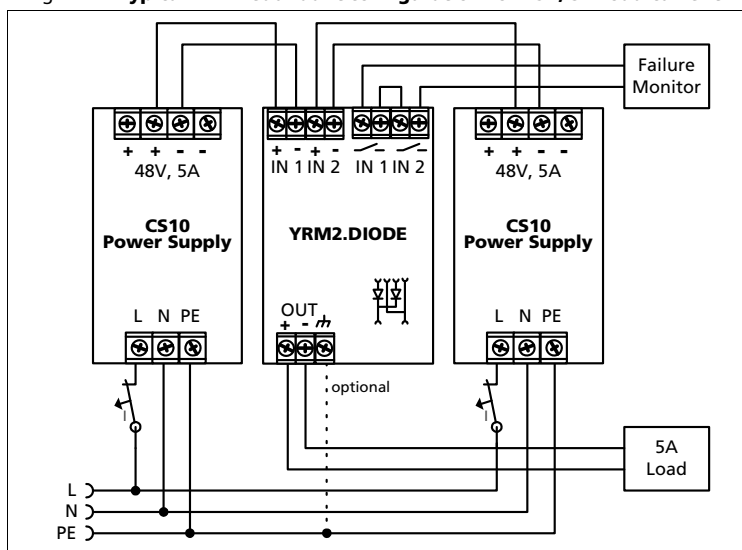 Failure
Monitor
+ + - -
48V, 5A
CS10
Power Supply
+ - + -
IN 1 IN 2
IN 1 IN 2
YRM2.DIODE
+ + - -
48V, 5A
CS10
Power Supply
L N PE
OUT
+ -
L N PE
I
optional
I
5A
Load
L
N
PE